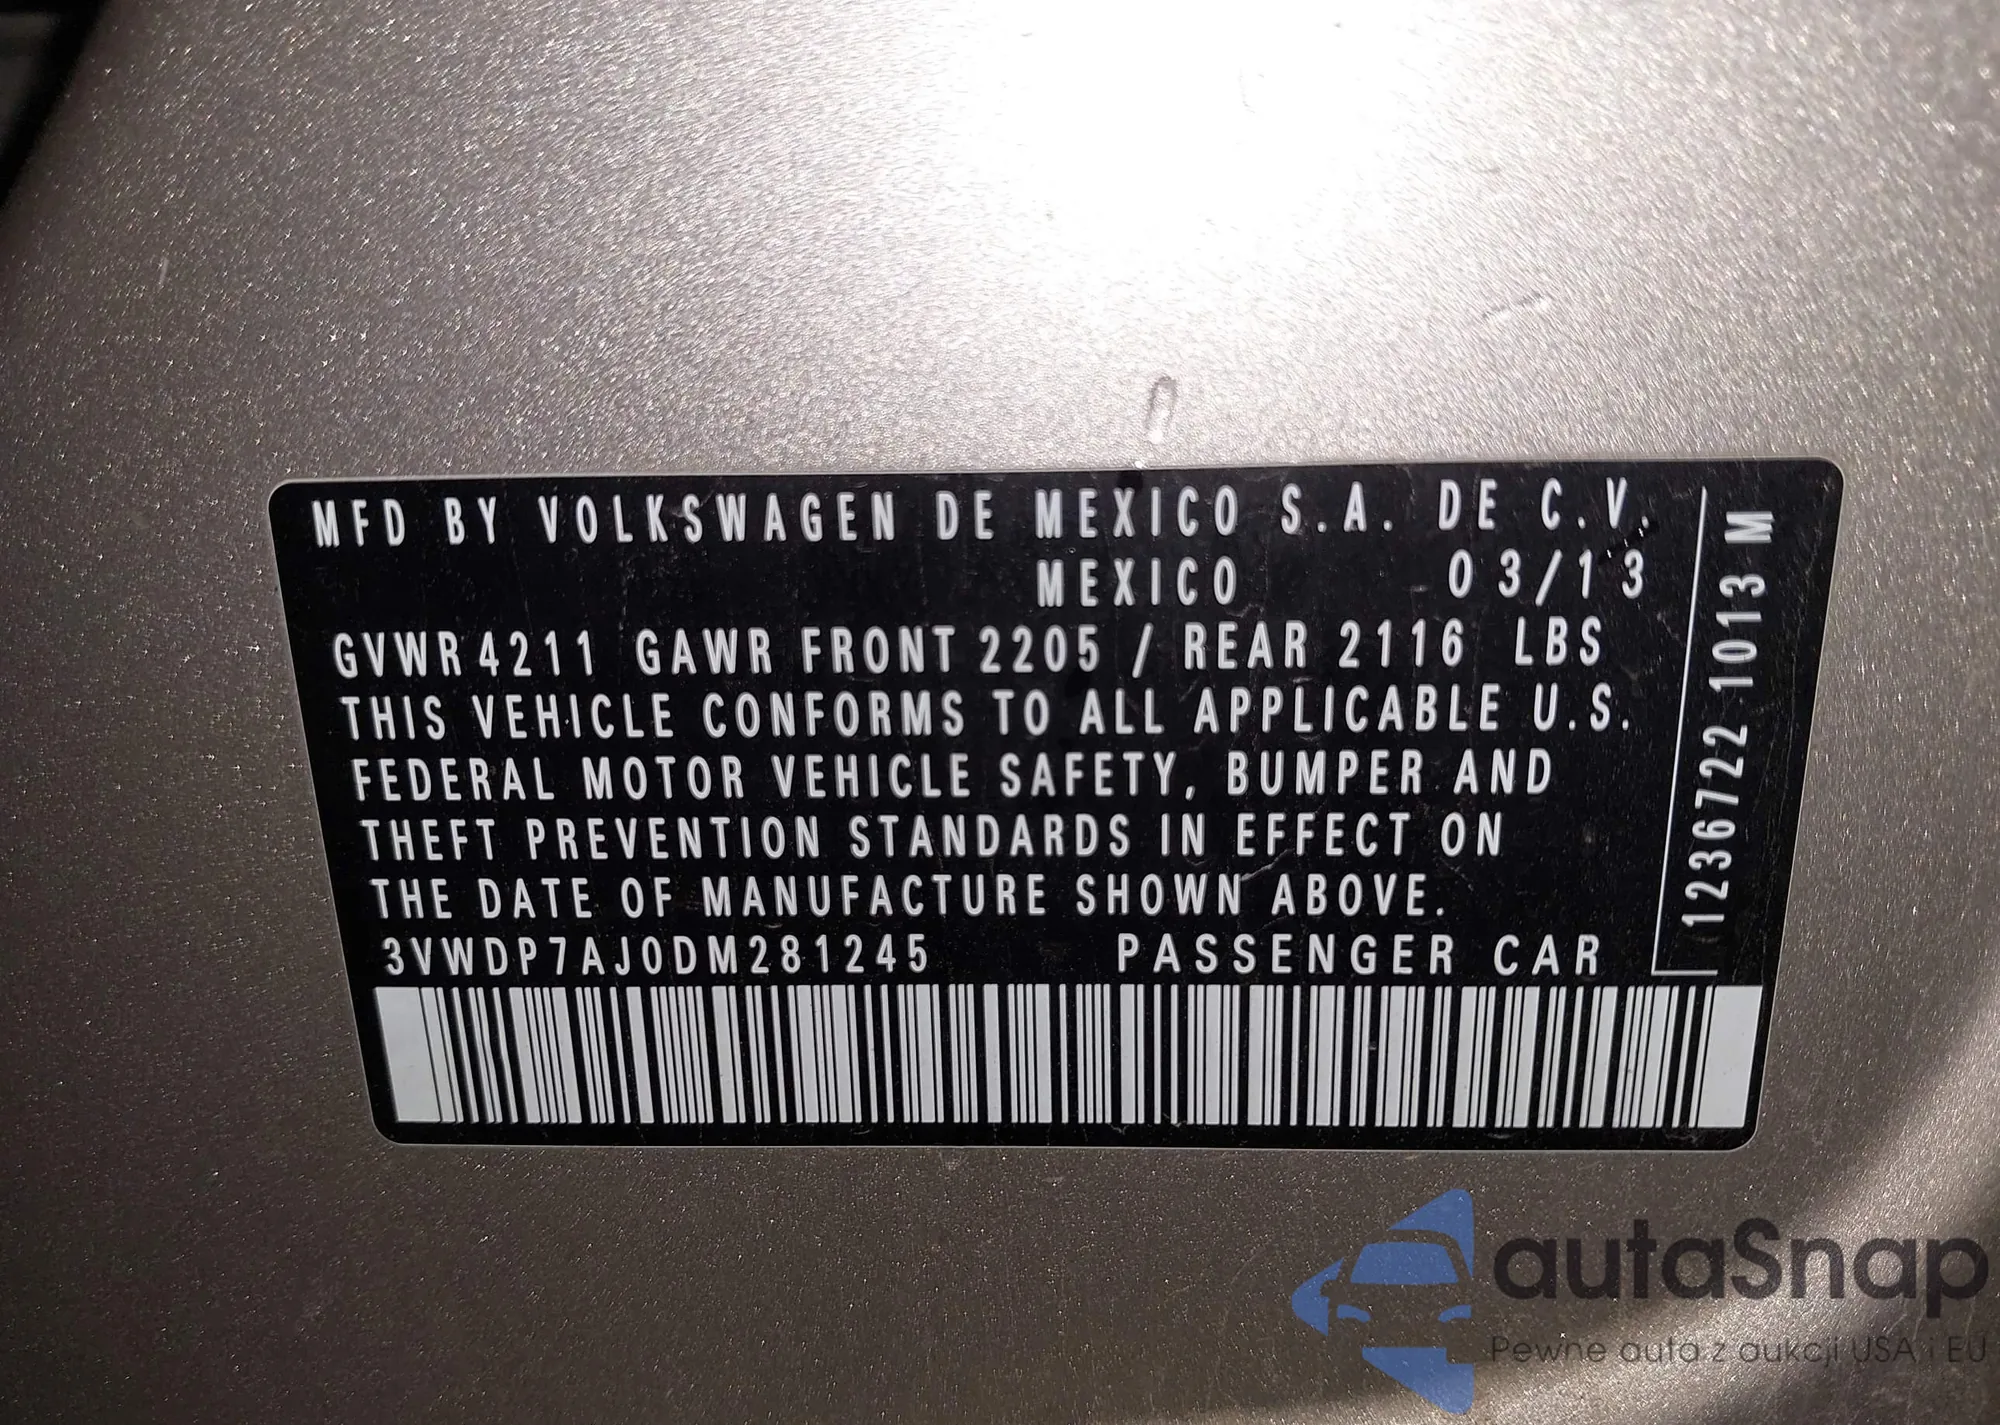 MFD BY VOLKSWAGEN DE MEXICO S.A. DE C.V.
MEXICO 03/13
GVWR 4211 GAWR FRONT 2205 / REAR 2116 LBS
THIS VEHICLE CONFORMS TO ALL APPLICABLE U.S.
FEDERAL MOTOR VEHICLE SAFETY, BUMPER AND
THEFT PREVENTION STANDARDS IN EFFECT ON
THE DATE OF MANUFACTURE SHOWN ABOVE.
3VWDP7AJ0DM281245 PASSENGER CAR
1236722 1013 M
autaSnap
Pewne auta z aukcji USA i EU